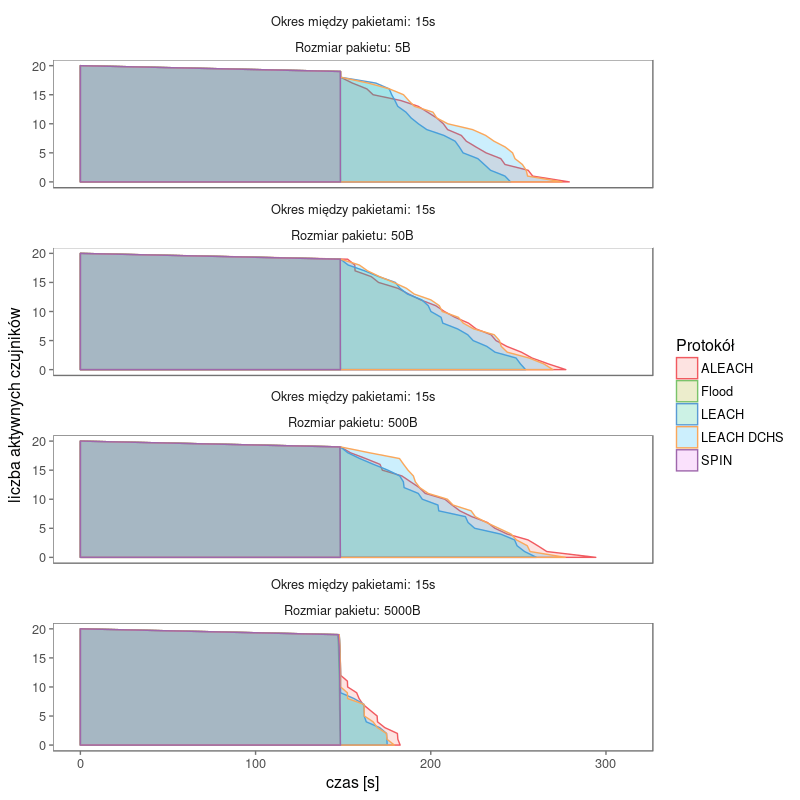 Okres między pakietami: 15s
Rozmiar pakietu: 5B
20
15
10
5
0
Okres między pakietami: 15s
Rozmiar pakietu: 50B
20
15
10
5
0
Okres między pakietami: 15s
Rozmiar pakietu: 500B
20
15
10
5
0
Okres między pakietami: 15s
Rozmiar pakietu: 5000B
20
15
10
5
0
0 100 200 300
czas [s]
liczba aktywnych czujników
Protokół
ALEACH
Flood
LEACH
LEACH DCHS
SPIN